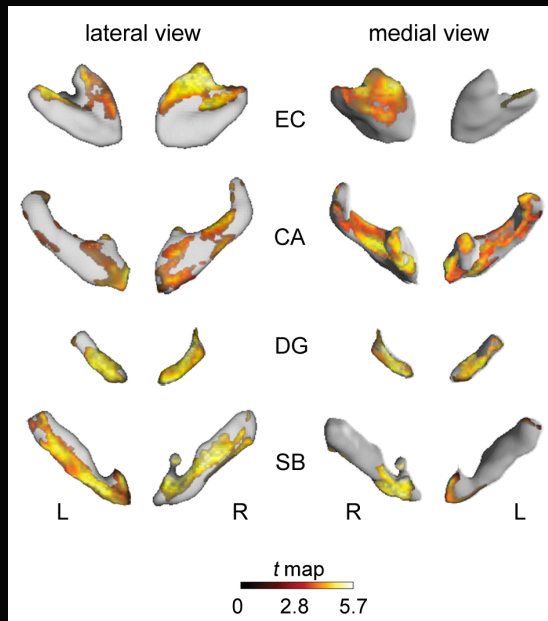 lateral view medial view
EC
CA
DG
SB
L R R L
t map
0 2.8 5.7